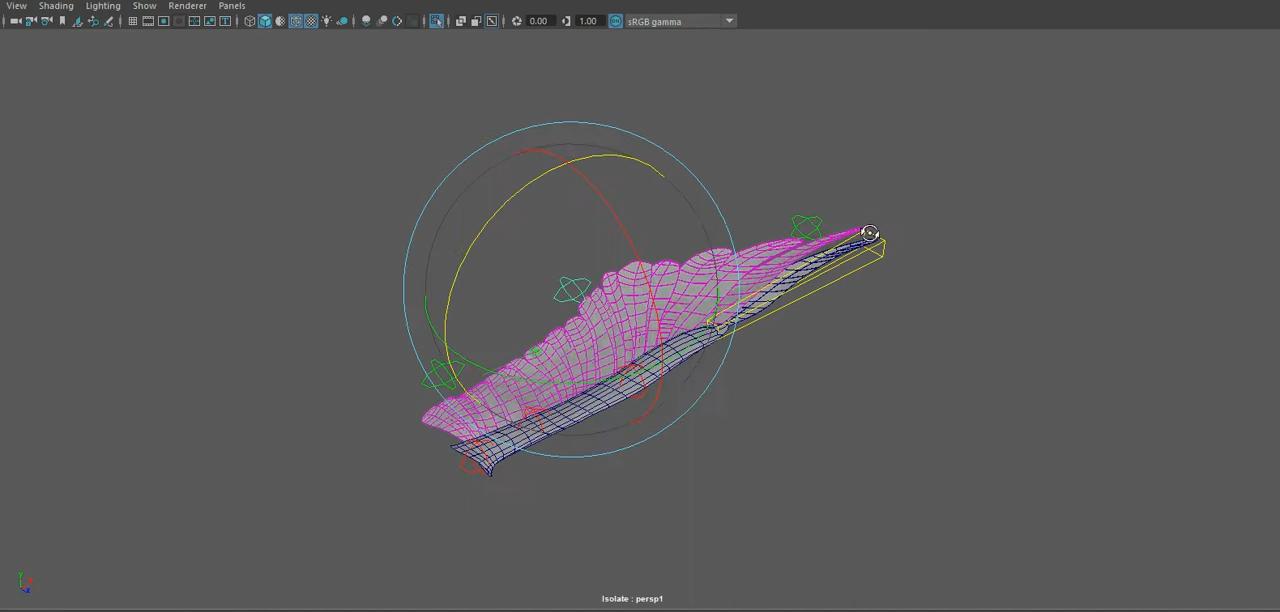 View Shading Lighting Show Renderer Panels
0.00 1.00 sRGB gamma
Isolate : persp1